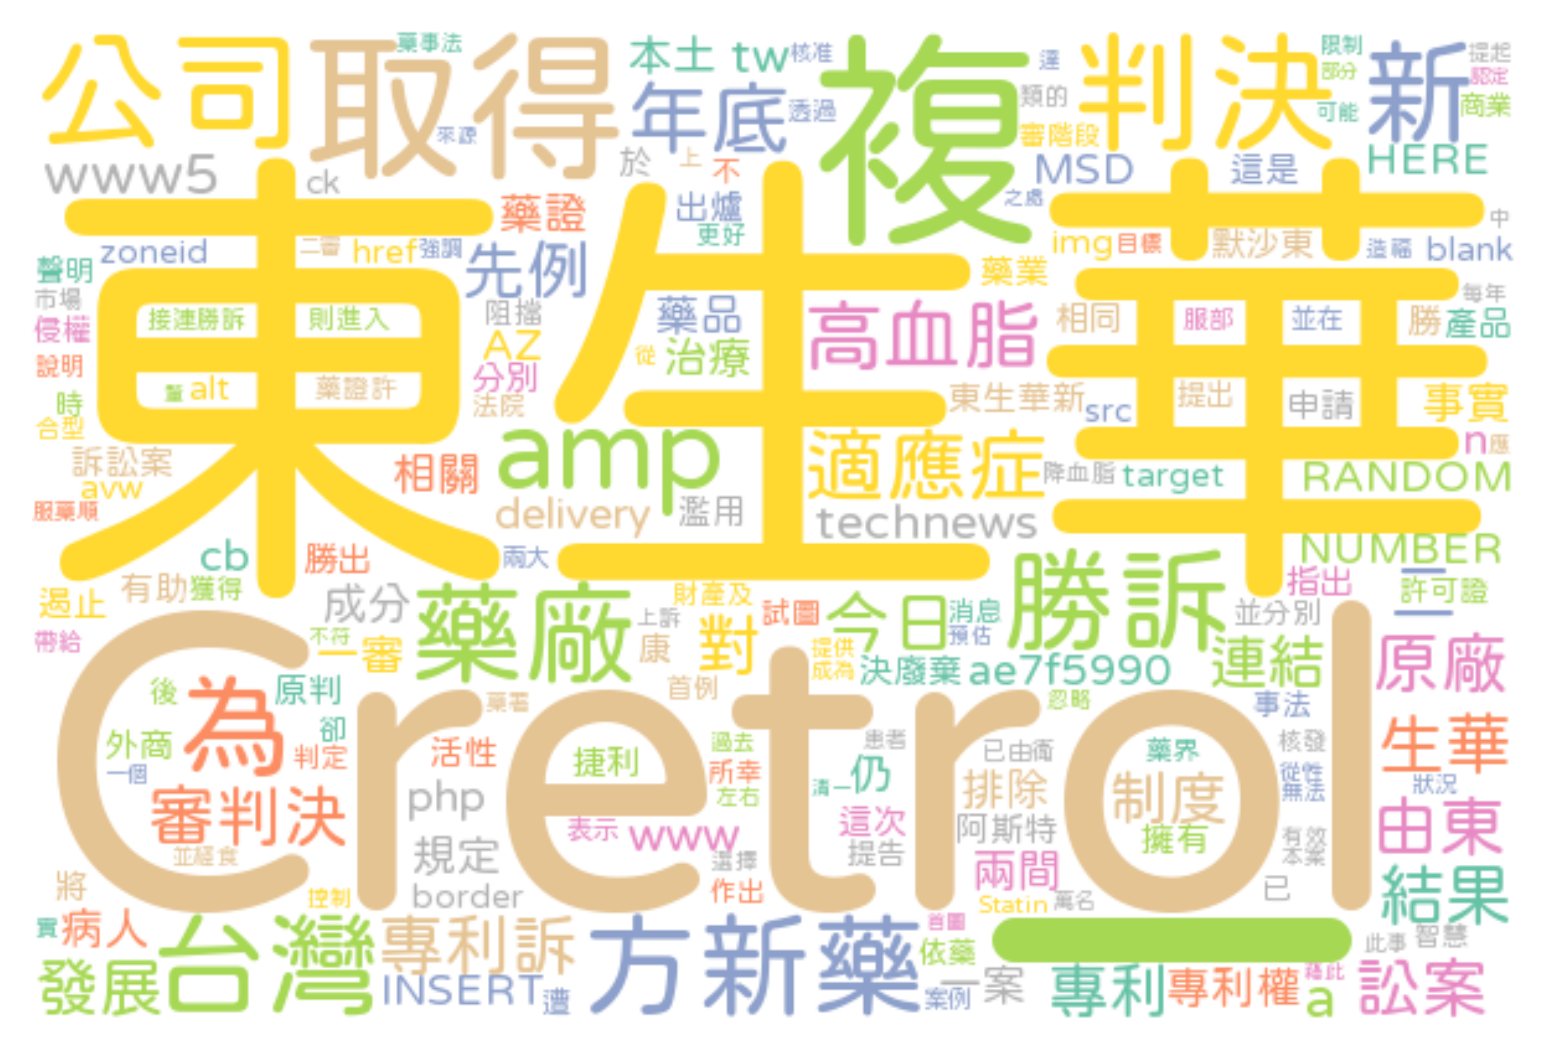 公司
取得
藥事法
來源
本土
tw
核准
年底
透過
複
達
類的
審階段
判決
限制
部分
可能
新
提起
認定
商業
HERE
www5
ck
於
上
不
藥證
出爐
更好
MSD
之處
這是
中
東生華
zoneid
二審
href
強調
先例
藥業
img
目標
默沙東
造福
blank
聲明
市場
侵權
說明
時
合型
接連勝訴
則進入
alt
藥證許
阻擋
AZ
分別
法院
藥品
從
治療
高血脂
相同
服部
並在
勝
每年
產品
東生華新
src
提出
申請
事實
n
應
訴訟案
avw
服藥順
相關
amp
delivery
濫用
適應症
technews
降血脂
target
RANDOM
NUMBER
cb
勝出
兩大
勝訴
指出
一
二
許可證
遏止
有助
獲得
成分
藥廠
上訴
財產及
試圖
今日
消息
預估
並分別
帶給
不符
一審
康
對
提供
成為
決廢棄
ae7f5990
連結
原廠
Cretrol
後
為
原判
藥署
首例
忽略
事法
外商
一個
卻
判定
活性
捷利
過去
所幸
左右
患者
仍
清一
已由衛
藥界
核發
從性
無法
生華
狀況
審判決
php
表示
www
這次
提告
排除
阿斯特
制度
擁有
有效
本業
由東
並經食
規定
選擇
作出
兩間
將
控制
border
Statin
萬名
已
結果
實
病人
台灣
專利訴
方新藥
首圖
依藥
此事
智慧
發展
INSERT
遭
案例
一案
專利
專利權
a
藉此
訟案